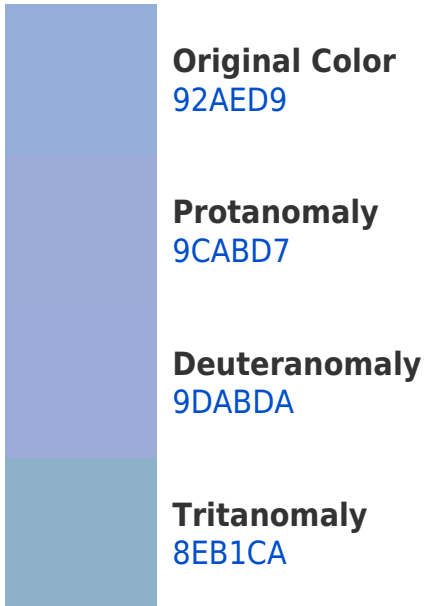 Original Color
92AED9
Protanomaly
9CABD7
Deuteranomaly
9DABDA
Tritanomaly
8EB1CA